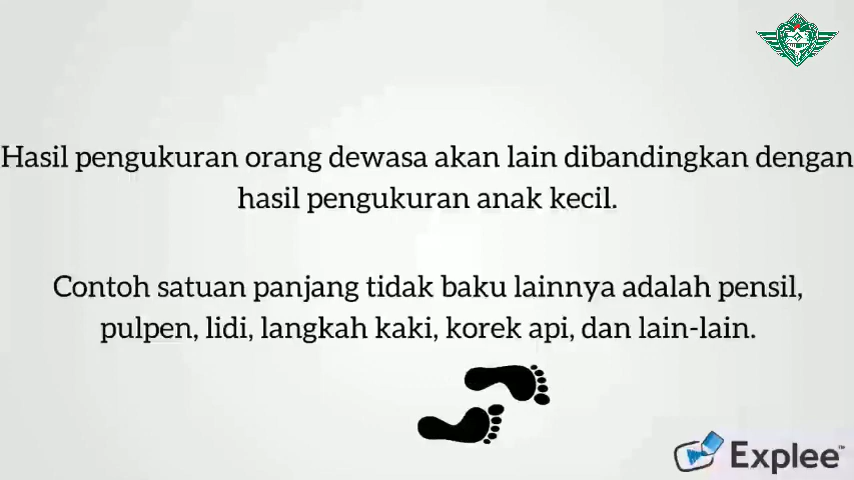 Hasil pengukuran orang dewasa akan lain dibandingkan dengan
hasil pengukuran anak kecil.
Contoh satuan panjang tidak baku lainnya adalah pensil,
pulpen, lidi, langkah kaki, korek api, dan lain-lain.
Explee™